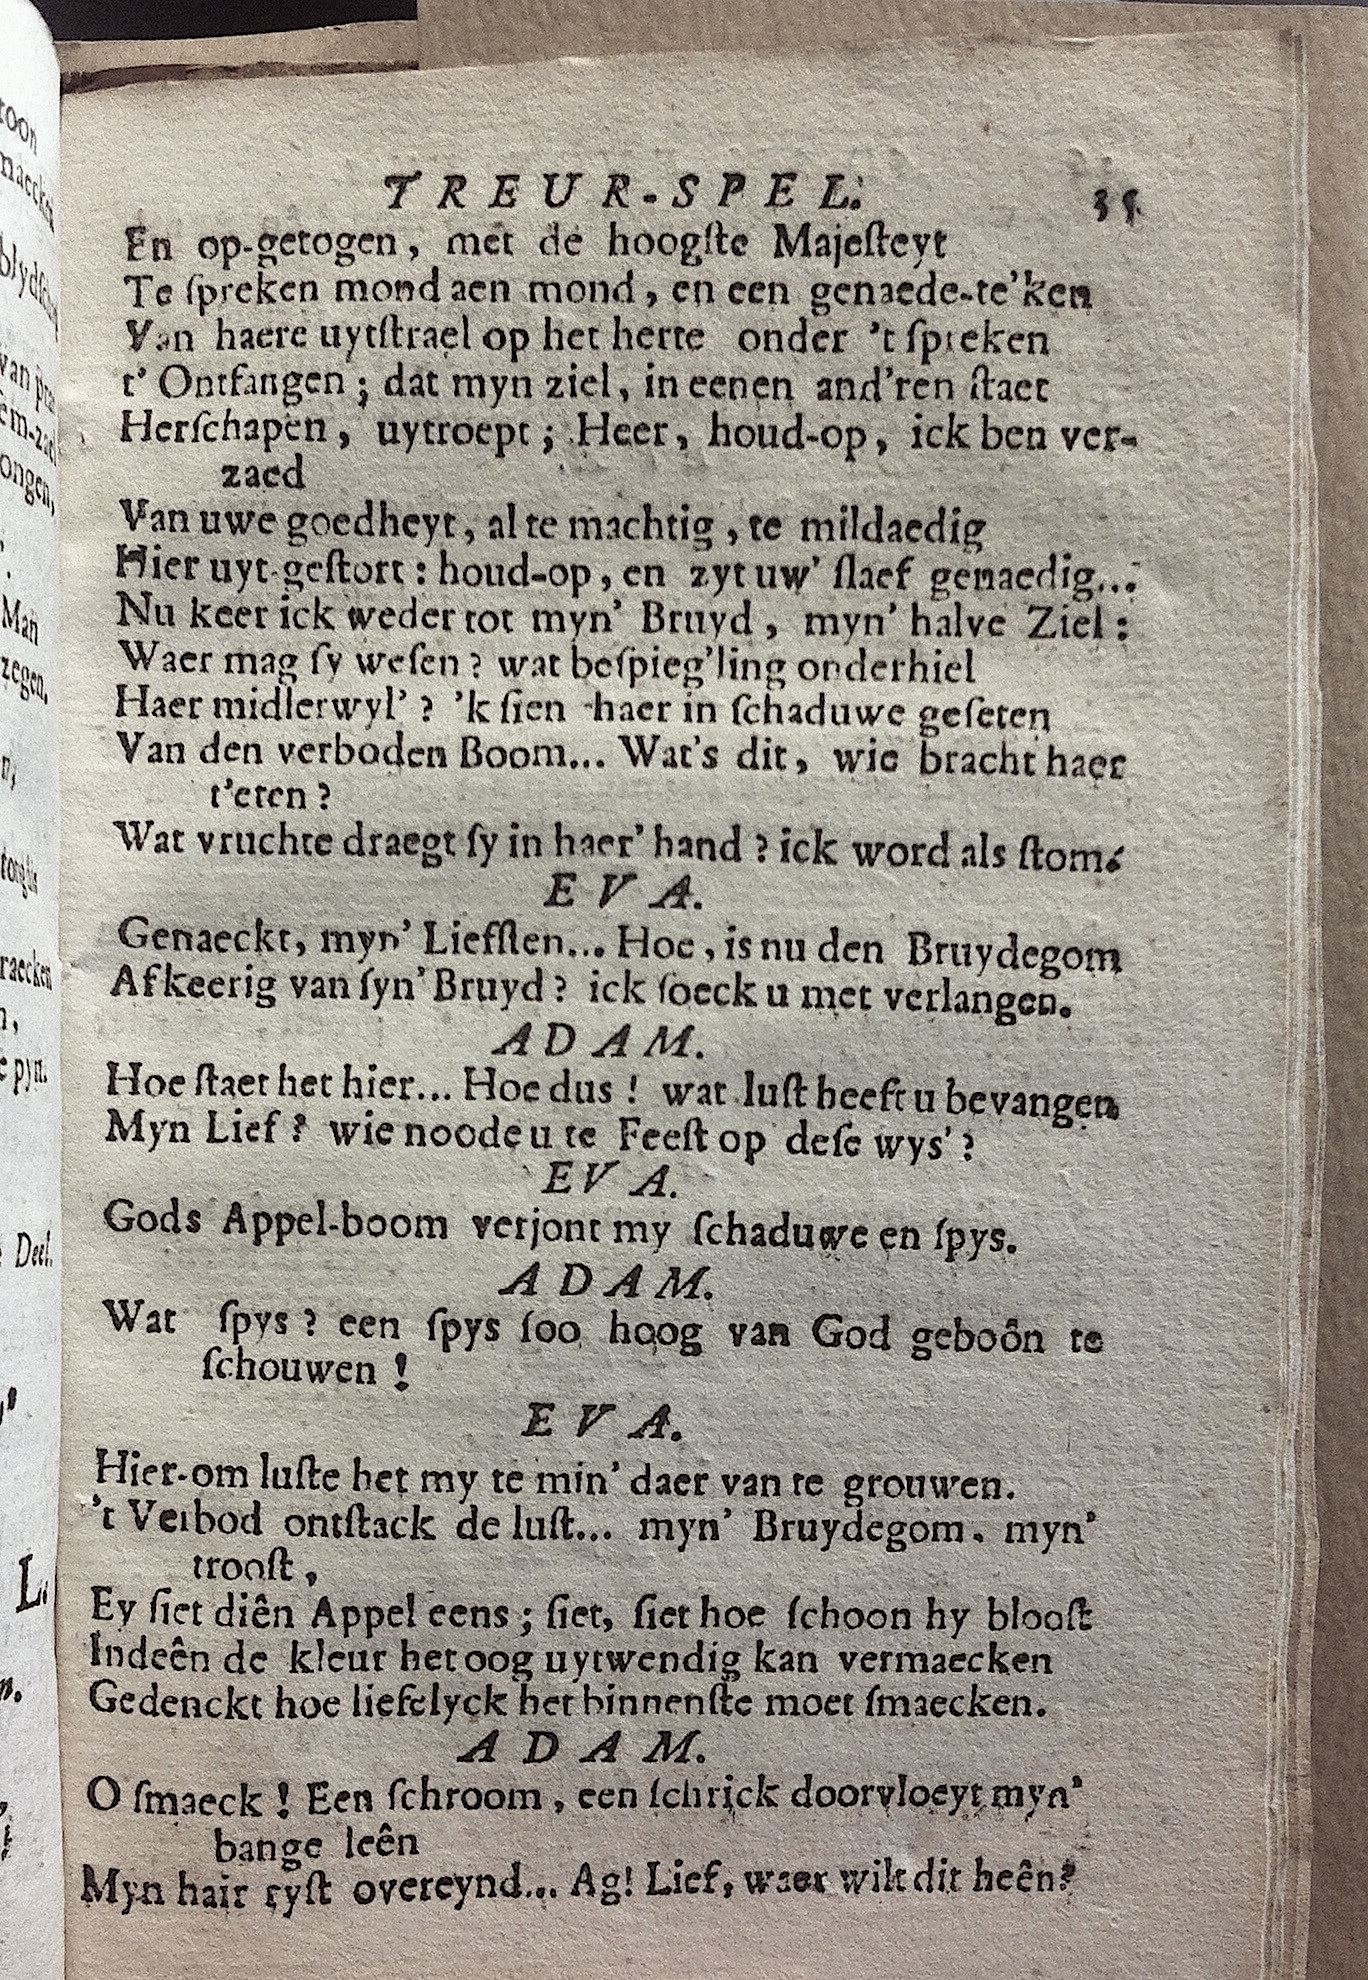 TREUR-SPEL. 35.
En op-getogen, met de hoogſte Majeſteyt
Te ſpreken mond aen mond, en een genaede-te'ken
Van haere uytſtrael op het herte onder 't ſpreken
t' Ontfangen; dat myn ziel, in eenen and'ren ſtaet
Herſchapen, uytroept; Heer, houd-op, ick ben ver-
zaed
Van uwe goedheyt, al te machtig, te mildaedig
Hier uyt-geſtort: houd-op, en zyt uw' ſlaef genaedig...
Nu keer ick weder tot myn' Bruyd, myn' halve Ziel:
Waer mag ſy weſen? wat beſpieg'ling onderhiel
Haer midlerwyl'? 'k ſien haer in ſchaduwe geſeten
Van den verboden Boom... Wat's dit, wie bracht haer
t'eten?
Wat vruchte draegt ſy in haer' hand? ick word als ſtom.
EVA.
Genaeckt, myn' Liefſten... Hoe, is nu den Bruydegom
Afkeerig van ſyn' Bruyd? ick ſoeck u met verlangen.
ADAM.
Hoe ſtaet het hier... Hoe dus! wat luſt heeft u bevangen
Myn Lief? wie noode u te Feeſt op deſe wys'?
EVA.
Gods Appel-boom verjont my ſchaduwe en ſpys.
ADAM.
Wat ſpys? een ſpys ſoo hoog van God geboôn te
ſchouwen!
EVA.
Hier-om luſte het my te min' daer van te grouwen.
't Verbod ontſtack de luſt... myn' Bruydegom, myn'
trooſt,
Ey ſiet diên Appel eens; ſiet, ſiet hoe ſchoon hy blooſt
Indeên de kleur het oog uytwendig kan vermaecken
Gedenckt hoe liefelyck het binnenſte moet ſmaecken.
ADAM.
O ſmaeck! Een ſchroom, een ſchrick doorvloeyt myn'
bange leên
Myn hair ryſt overeynd... Ag! Lief, waer wilt dit heên?